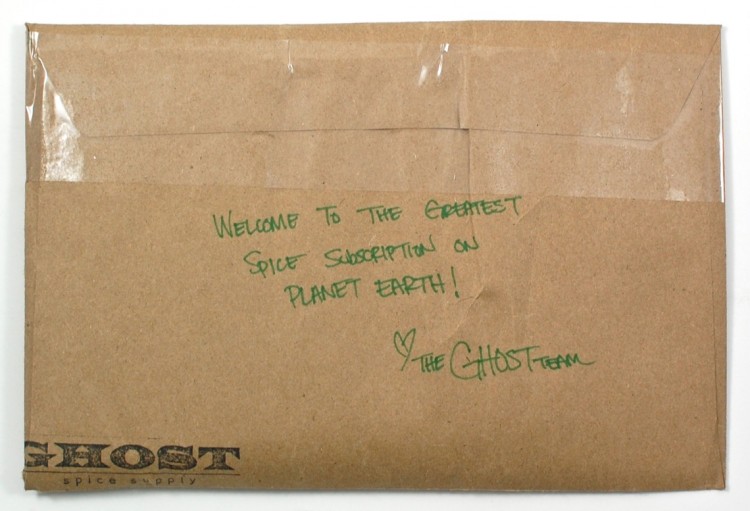 WELCOME TO THE GREATEST
SPICE SUBSCRIPTION ON
PLANET EARTH!
THE GHOST TEAM
GHOST
spice supply